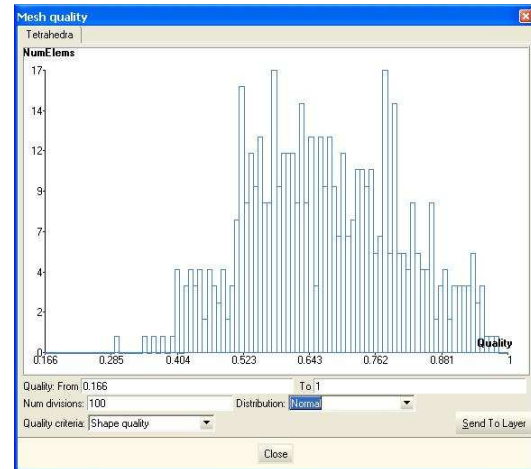 Mesh quality
Tetrahedra
NumElems
17
14
12
9
7
4
2
0
Quality
0.166 0.285 0.404 0.523 0.643 0.762 0.881 1
Quality: From 0.166 To 1
Num divisions: 100 Distribution: Normal
Quality criteria: Shape quality Send To Layer
Close